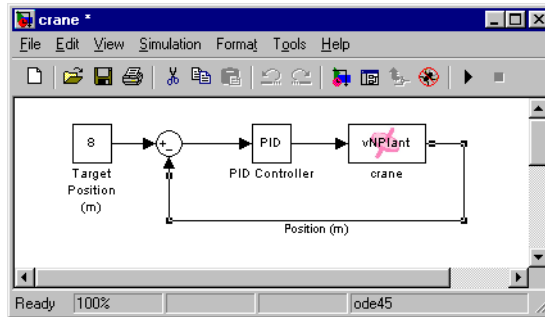 crane *
File Edit View Simulation Format Tools Help
8
+
-
PID
vNPlant
Target
Position
(m)
PID Controller
crane
Position (m)
Ready 100% ode45